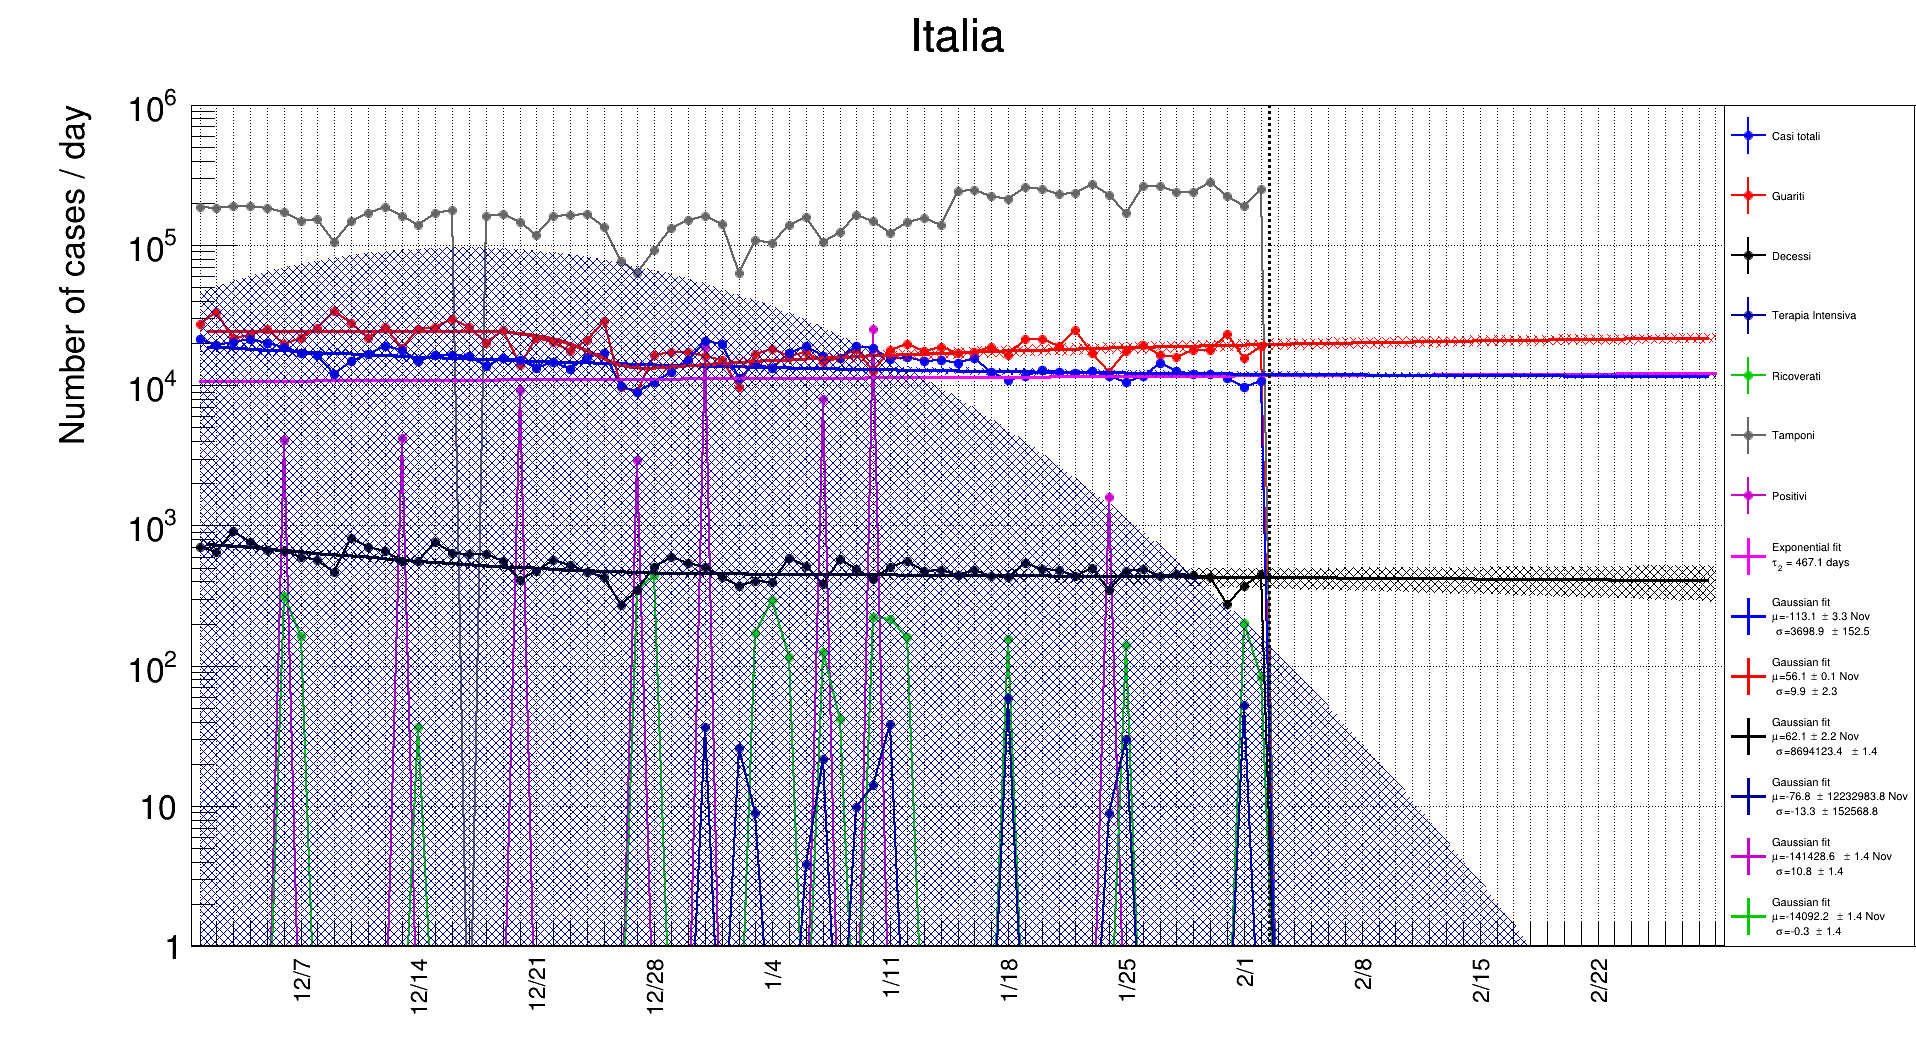 Italia
Number of cases / day
10^6
10^5
10^4
10^3
10^2
10
1
12/7
12/14
12/21
12/28
1/4
1/11
1/18
1/25
2/1
2/8
2/15
2/22
Casi totali
Guariti
Decessi
Terapia Intensiva
Ricoverati
Tamponi
Positivi
Exponential fit
τ_2 = 467.1 days
Gaussian fit
μ=-113.1 ± 3.3 Nov
σ=3698.9 ± 152.5
Gaussian fit
μ=56.1 ± 0.1 Nov
σ=9.9 ± 2.3
Gaussian fit
μ=62.1 ± 2.2 Nov
σ=8694123.4 ± 1.4
Gaussian fit
μ=-76.8 ± 12232983.8 Nov
σ=-13.3 ± 152568.8
Gaussian fit
μ=-141428.6 ± 1.4 Nov
σ=10.8 ± 1.4
Gaussian fit
μ=-14092.2 ± 1.4 Nov
σ=-0.3 ± 1.4